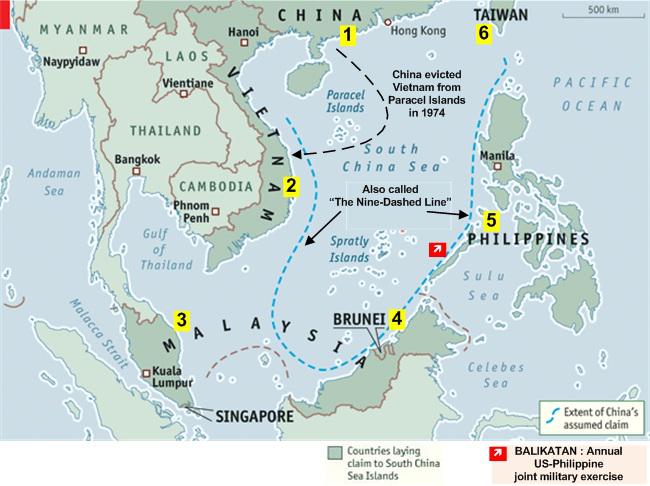 CHINA
1
TAIWAN
6
500 km
MYANMAR
Naypyidaw
Hanoi
Hong Kong
LAOS
Vientiane
VIETNAM
China evicted
Vietnam from
Paracel Islands
in 1974
Paracel
Islands
PACIFIC
OCEAN
THAILAND
South
China Sea
Manila
Bangkok
Andaman
Sea
CAMBODIA
2
Also called
“The Nine-Dashed Line”
Phnom
Penh
5
PHILIPPINES
Gulf
of
Thailand
Spratly
Islands
Sulu
Sea
3
MALAYSIA
BRUNEI
4
Malacca Strait
Kuala
Lumpur
Celebes
Sea
SINGAPORE
Extent of China's
assumed claim
Countries laying
claim to South China
Sea Islands
BALIKATAN : Annual
US-Philippine
joint military exercise